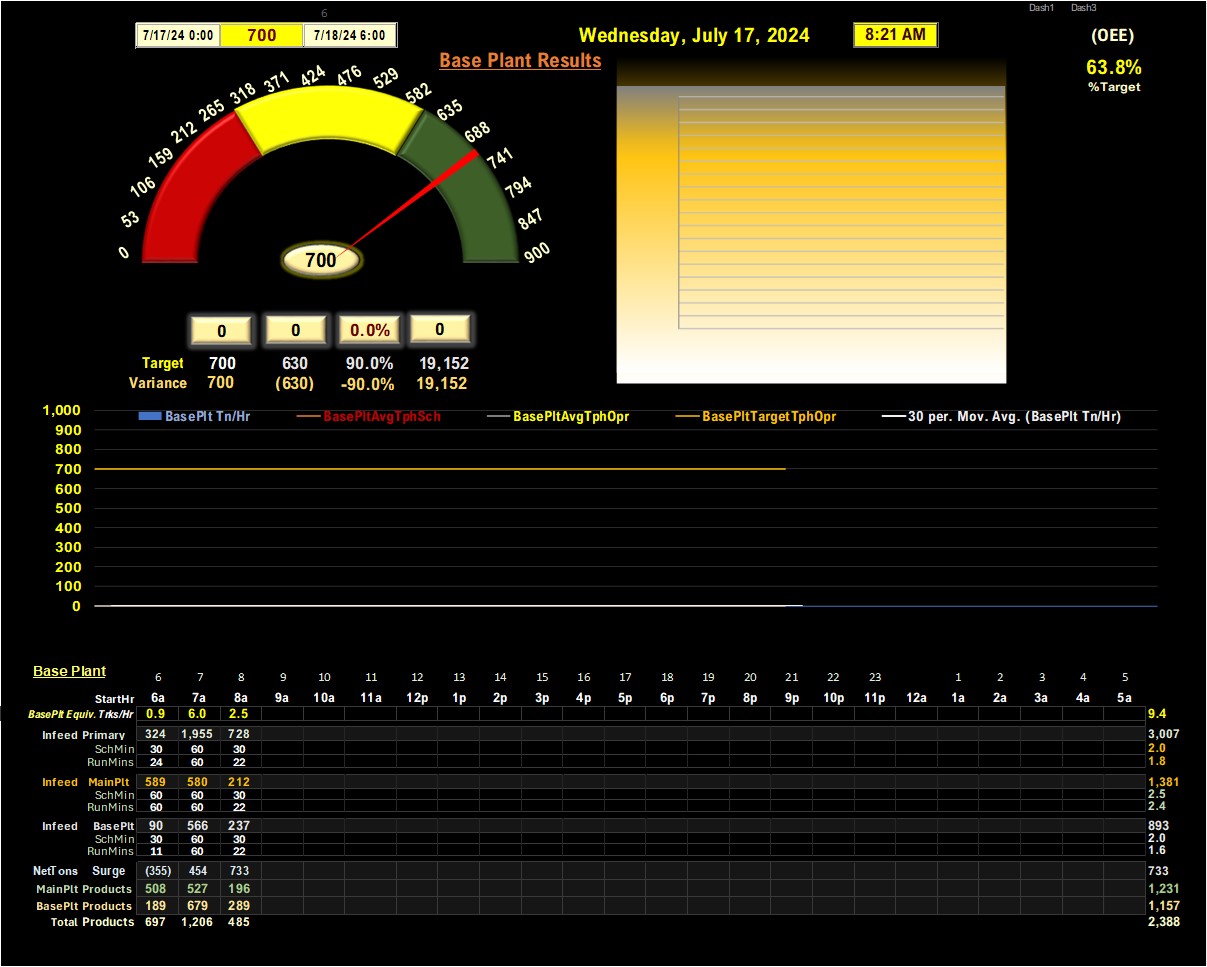 Dash1 Dash3
6
7/17/24 0:00 700 7/18/24 6:00 Wednesday, July 17, 2024 8:21 AM (OEE)
Base Plant Results
63.8%
%Target
0 53 106 159 212 265 318 371 424 476 529 582 635 688 741 794 847 900
700
0 0 0.0% 0
Target 700 630 90.0% 19,152
Variance 700 (630) -90.0% 19,152
BasePlt Tn/Hr BasePltAvgTphSch BasePltAvgTphOpr BasePltTargetTphOpr 30 per. Mov. Avg. (BasePlt Tn/Hr)
1,000
900
800
700
600
500
400
300
200
100
0
Base Plant 6 7 8 9 10 11 12 13 14 15 16 17 18 19 20 21 22 23 1 2 3 4 5
StartHr 6a 7a 8a 9a 10a 11a 12p 1p 2p 3p 4p 5p 6p 7p 8p 9p 10p 11p 12a 1a 2a 3a 4a 5a
BasePlt Equiv. Trks/Hr 0.9 6.0 2.5 9.4
Infeed Primary 324 1,955 728 3,007
SchMin 30 60 30 2.0
RunMins 24 60 22 1.8
Infeed MainPlt 589 580 212 1,381
SchMin 60 60 30 2.5
RunMins 60 60 22 2.4
Infeed BasePlt 90 566 237 893
SchMin 30 60 30 2.0
RunMins 11 60 22 1.6
NetTons Surge (355) 454 733 733
MainPlt Products 508 527 196 1,231
BasePlt Products 189 679 289 1,157
Total Products 697 1,206 485 2,388